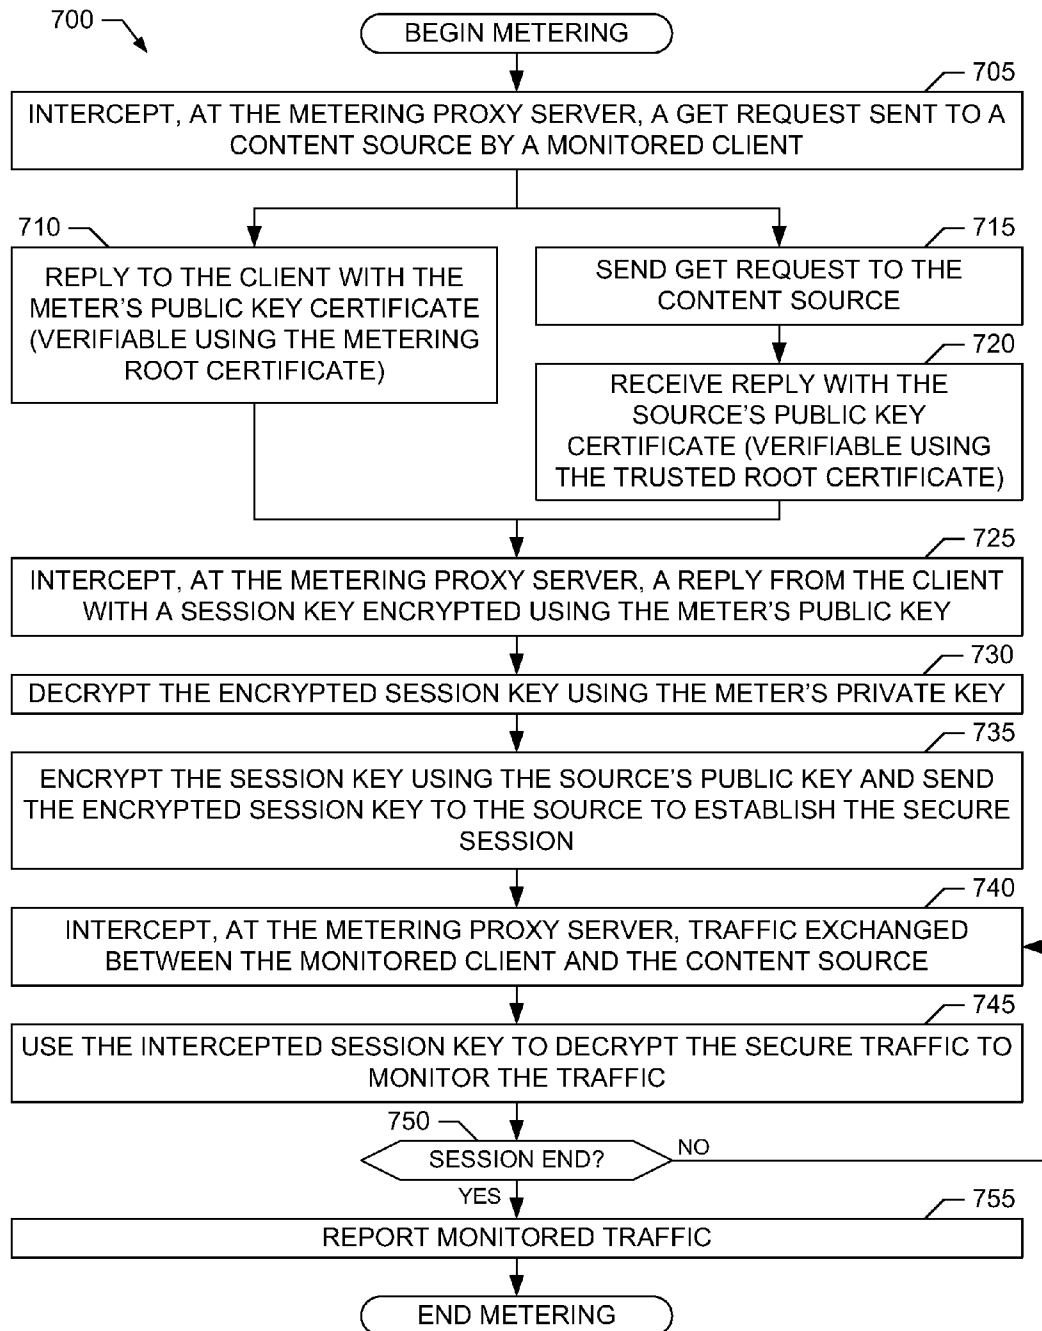 700
BEGIN METERING
705
INTERCEPT, AT THE METERING PROXY SERVER, A GET REQUEST SENT TO A
CONTENT SOURCE BY A MONITORED CLIENT
710
REPLY TO THE CLIENT WITH THE
METER'S PUBLIC KEY CERTIFICATE
(VERIFIABLE USING THE METERING
ROOT CERTIFICATE)
715
SEND GET REQUEST TO THE
CONTENT SOURCE
720
RECEIVE REPLY WITH THE
SOURCE'S PUBLIC KEY
CERTIFICATE (VERIFIABLE USING
THE TRUSTED ROOT CERTIFICATE)
725
INTERCEPT, AT THE METERING PROXY SERVER, A REPLY FROM THE CLIENT
WITH A SESSION KEY ENCRYPTED USING THE METER'S PUBLIC KEY
730
DECRYPT THE ENCRYPTED SESSION KEY USING THE METER'S PRIVATE KEY
735
ENCRYPT THE SESSION KEY USING THE SOURCE'S PUBLIC KEY AND SEND
THE ENCRYPTED SESSION KEY TO THE SOURCE TO ESTABLISH THE SECURE
SESSION
740
INTERCEPT, AT THE METERING PROXY SERVER, TRAFFIC EXCHANGED
BETWEEN THE MONITORED CLIENT AND THE CONTENT SOURCE
745
USE THE INTERCEPTED SESSION KEY TO DECRYPT THE SECURE TRAFFIC TO
MONITOR THE TRAFFIC
750
SESSION END?
NO
YES
755
REPORT MONITORED TRAFFIC
END METERING